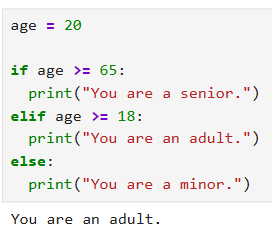 age = 20
if age >= 65:
  print("You are a senior.")
elif age >= 18:
  print("You are an adult.")
else:
  print("You are a minor.")
You are an adult.